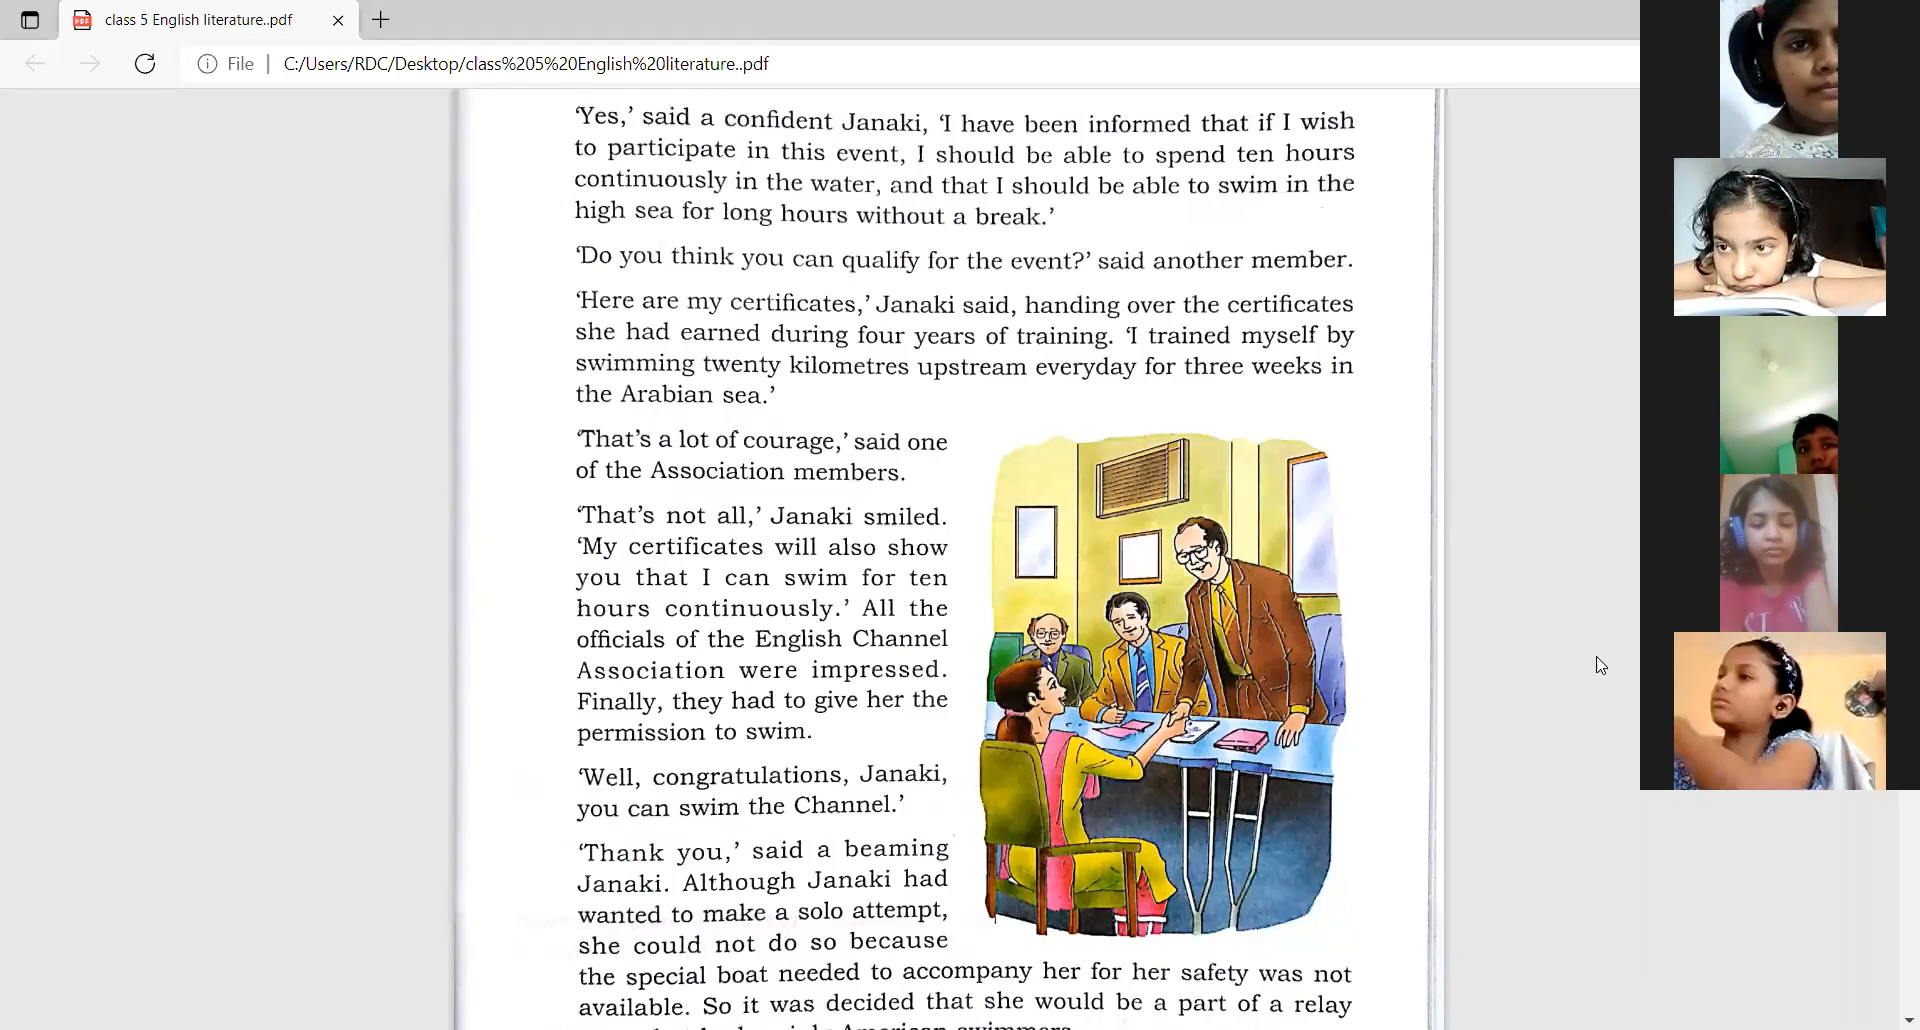 class 5 English literature..pdf
File
C:/Users/RDC/Desktop/class%205%20English%20literature..pdf
‘Yes,’ said a confident Janaki, ‘I have been informed that if I wish
to participate in this event, I should be able to spend ten hours
continuously in the water, and that I should be able to swim in the
high sea for long hours without a break.’
‘Do you think you can qualify for the event?’ said another member.
‘Here are my certificates,’ Janaki said, handing over the certificates
she had earned during four years of training. ‘I trained myself by
swimming twenty kilometres upstream everyday for three weeks in
the Arabian sea.’
‘That’s a lot of courage,’ said one
of the Association members.
‘That’s not all,’ Janaki smiled.
‘My certificates will also show
you that I can swim for ten
hours continuously.’ All the
officials of the English Channel
Association were impressed.
Finally, they had to give her the
permission to swim.
‘Well, congratulations, Janaki,
you can swim the Channel.’
‘Thank you,’ said a beaming
Janaki. Although Janaki had
wanted to make a solo attempt,
she could not do so because
the special boat needed to accompany her for her safety was not
available. So it was decided that she would be a part of a relay
American swimmers